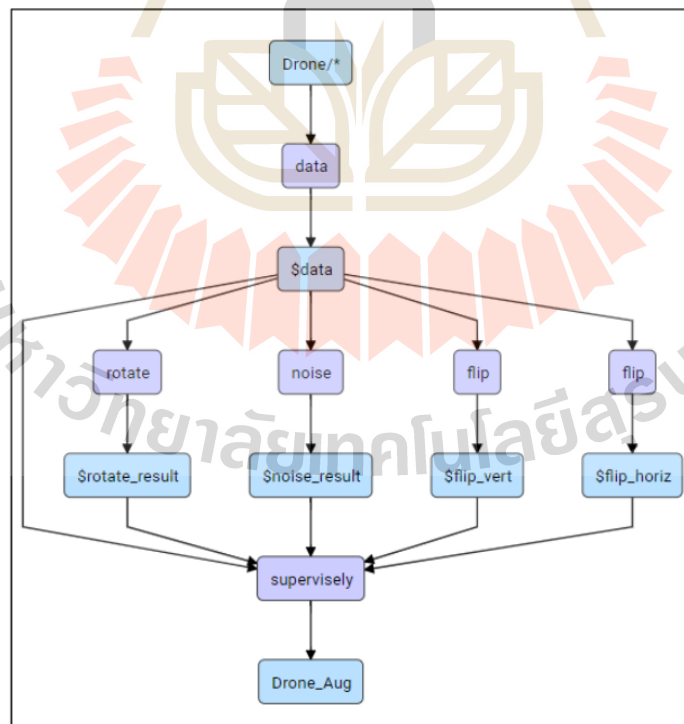 Drone/*
data
$data
rotate noise flip flip
$rotate_result $noise_result $flip_vert $flip_horiz
supervisely
Drone_Aug